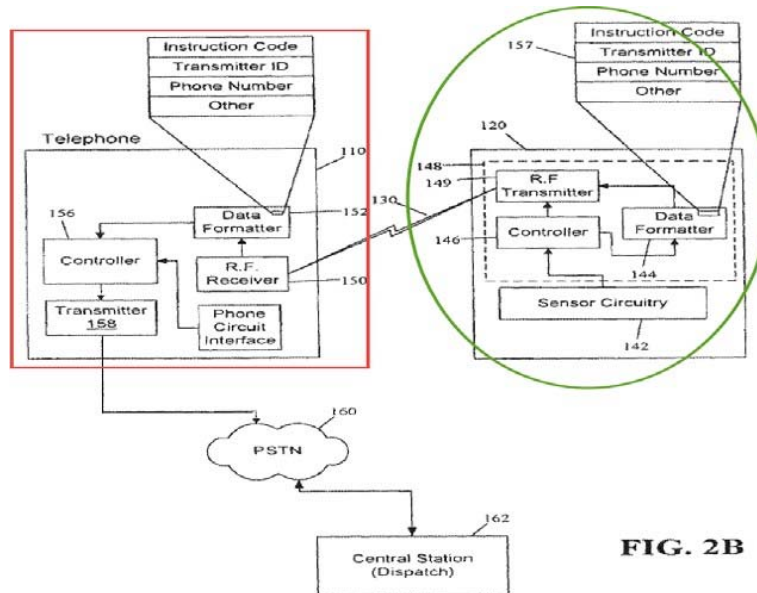 Instruction Code
Transmitter ID
Phone Number
Other
Telephone
110
156
Controller
Data
Formatter
152
R.F.
Receiver
150
Transmitter
158
Phone
Circuit
Interface
130
157
Instruction Code
Transmitter ID
Phone Number
Other
120
148
149
R.F
Transmitter
146
Controller
Data
Formatter
144
Sensor Circuitry
142
160
PSTN
162
Central Station
(Dispatch)
FIG. 2B